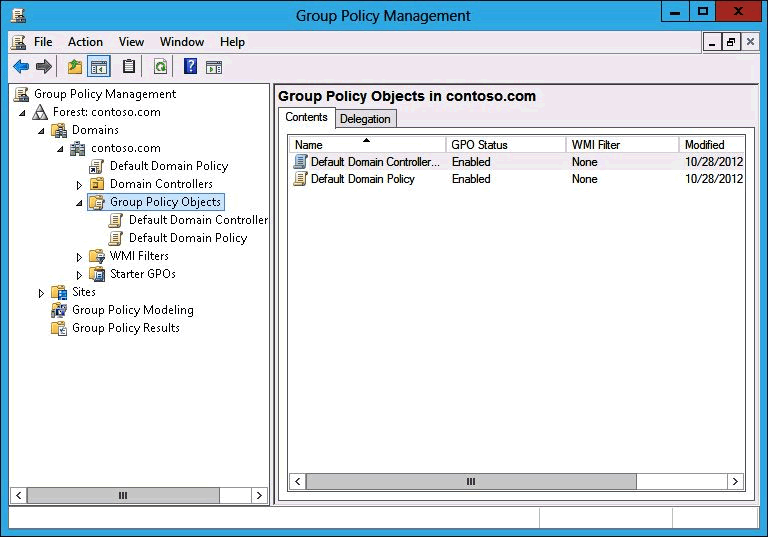 Group Policy Management
File Action View Window Help
Group Policy Management
Forest: contoso.com
Domains
contoso.com
Default Domain Policy
Domain Controllers
Group Policy Objects
Default Domain Controller
Default Domain Policy
WMI Filters
Starter GPOs
Sites
Group Policy Modeling
Group Policy Results
Group Policy Objects in contoso.com
Contents Delegation
Name GPO Status WMI Filter Modified
Default Domain Controller... Enabled None 10/28/2012
Default Domain Policy Enabled None 10/28/2012